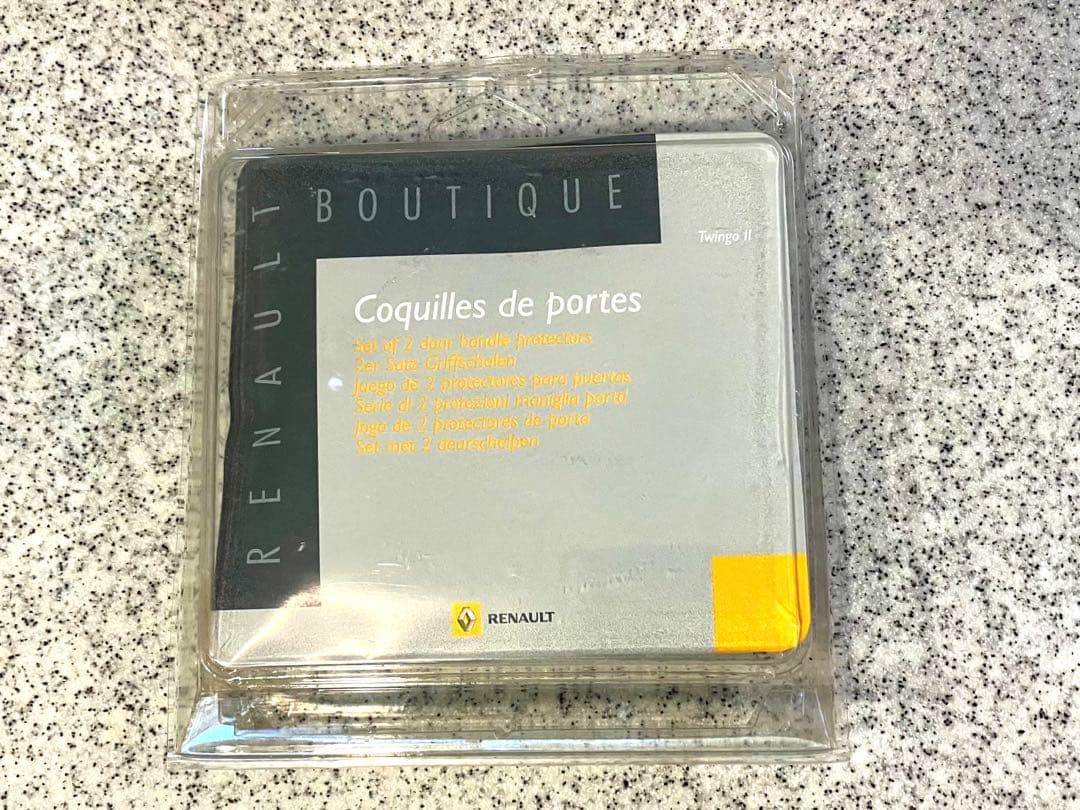 RENAULT
BOUTIQUE
Twingo II
Coquilles de portes
Set of 2 door handle protectors
2er Satz Griffschalen
Juego de 2 protectores para puertas
Serie di 2 protezioni maniglia porta
Jogo de 2 protectores de porta
Set met 2 deurschelpen
RENAULT